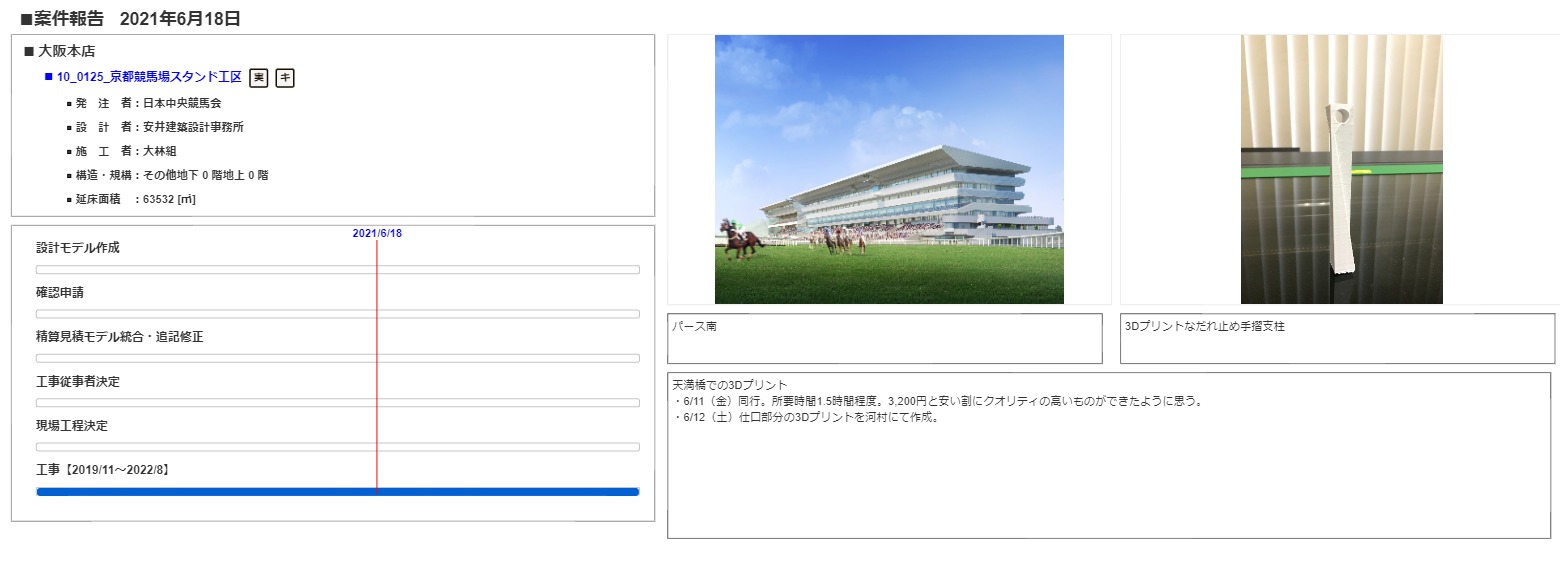 ■案件報告 2021年6月18日
■ 大阪本店
■ 10_0125_京都競馬場スタンド工区 実 キ
■ 発 注 者：日本中央競馬会
■ 設 計 者：安井建築設計事務所
■ 施 工 者：大林組
■ 構造・規構：その他地下 0 階地上 0 階
■ 延床面積 ：63532 [㎡]
2021/6/18
設計モデル作成
確認申請
精算見積モデル統合・追記修正
工事従事者決定
現場工程決定
工事【2019/11～2022/8】
パース南
3Dプリントなだれ止め手摺支柱
天満橋での3Dプリント
・6/11（金）同行。所要時間1.5時間程度。3,200円と安い割にクオリティの高いものができたように思う。
・6/12（土）仕口部分の3Dプリントを河村にて作成。